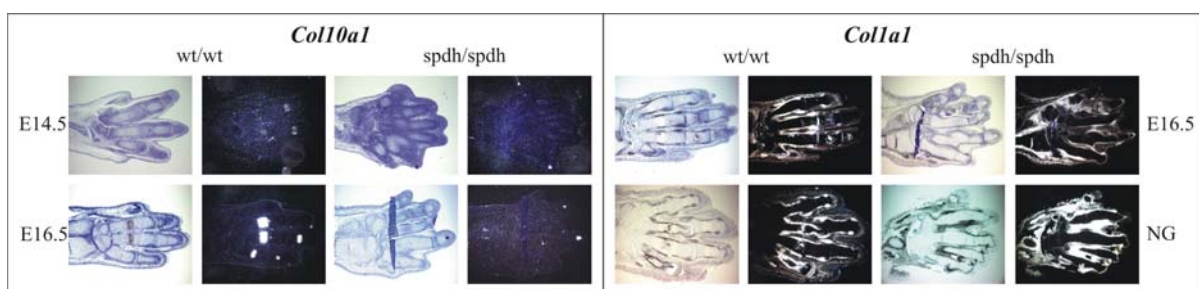 Col10a1
wt/wt spdh/spdh
E14.5
E16.5
Col1a1
wt/wt spdh/spdh
E16.5
NG